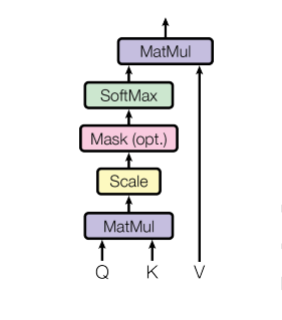 MatMul
SoftMax
Mask (opt.)
Scale
MatMul
Q K V